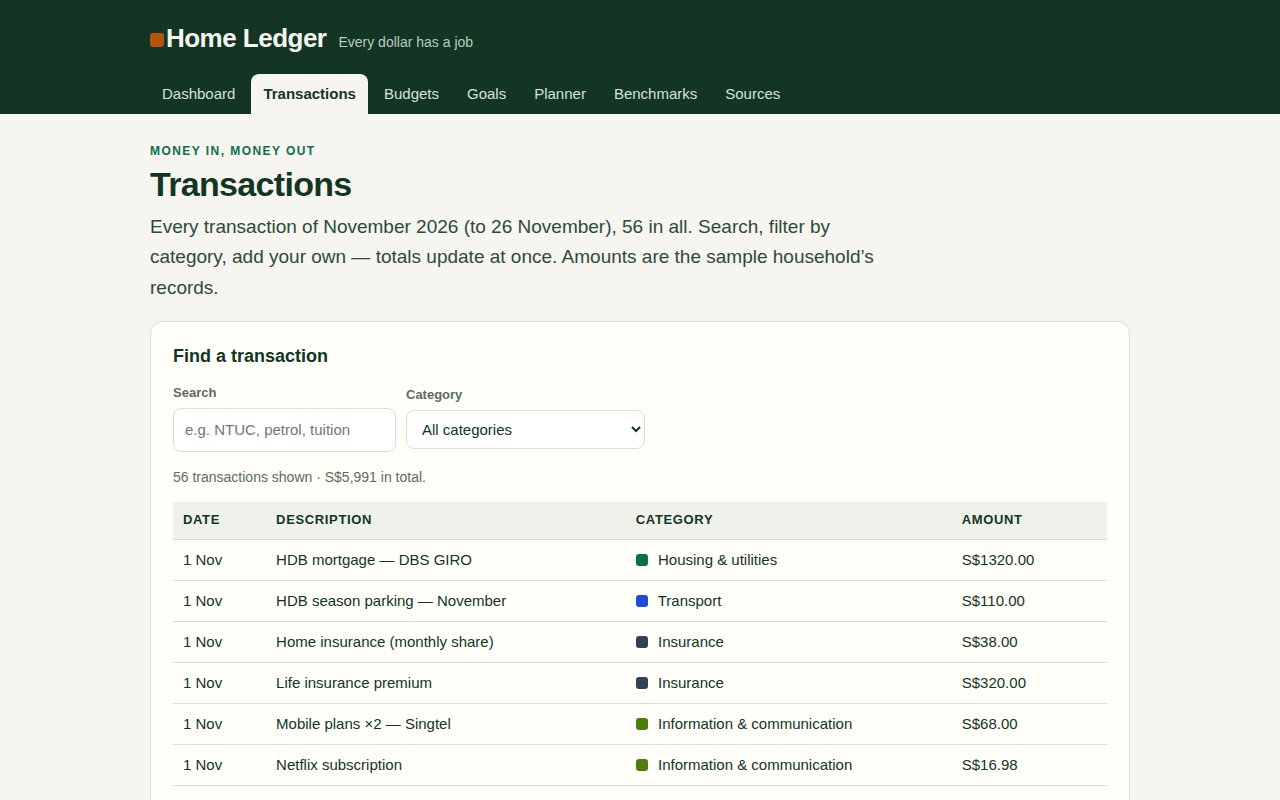 Home Ledger Every dollar has a job
Dashboard Transactions Budgets Goals Planner Benchmarks Sources
MONEY IN, MONEY OUT
Transactions
Every transaction of November 2026 (to 26 November), 56 in all. Search, filter by
category, add your own — totals update at once. Amounts are the sample household’s
records.
Find a transaction
Search Category
e.g. NTUC, petrol, tuition All categories
56 transactions shown · S$5,991 in total.
DATE DESCRIPTION CATEGORY AMOUNT
1 Nov HDB mortgage — DBS GIRO Housing & utilities S$1320.00
1 Nov HDB season parking — November Transport S$110.00
1 Nov Home insurance (monthly share) Insurance S$38.00
1 Nov Life insurance premium Insurance S$320.00
1 Nov Mobile plans ×2 — Singtel Information & communication S$68.00
1 Nov Netflix subscription Information & communication S$16.98